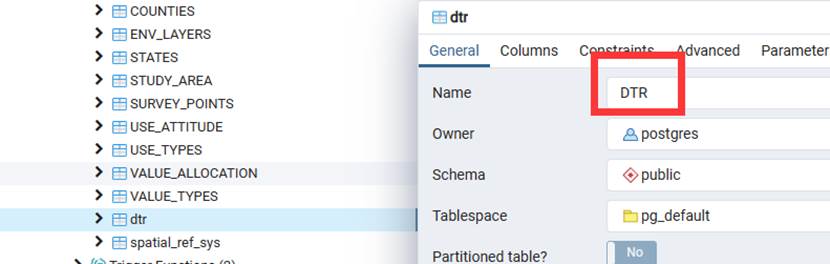 COUNTIES
ENV_LAYERS
STATES
STUDY_AREA
SURVEY_POINTS
USE_ATTITUDE
USE_TYPES
VALUE_ALLOCATION
VALUE_TYPES
dtr
spatial_ref_sys
Trigger Functions (2)
dtr
General Columns Constraints Advanced Parameter
Name DTR
Owner postgres
Schema public
Tablespace pg_default
Partitioned table? No